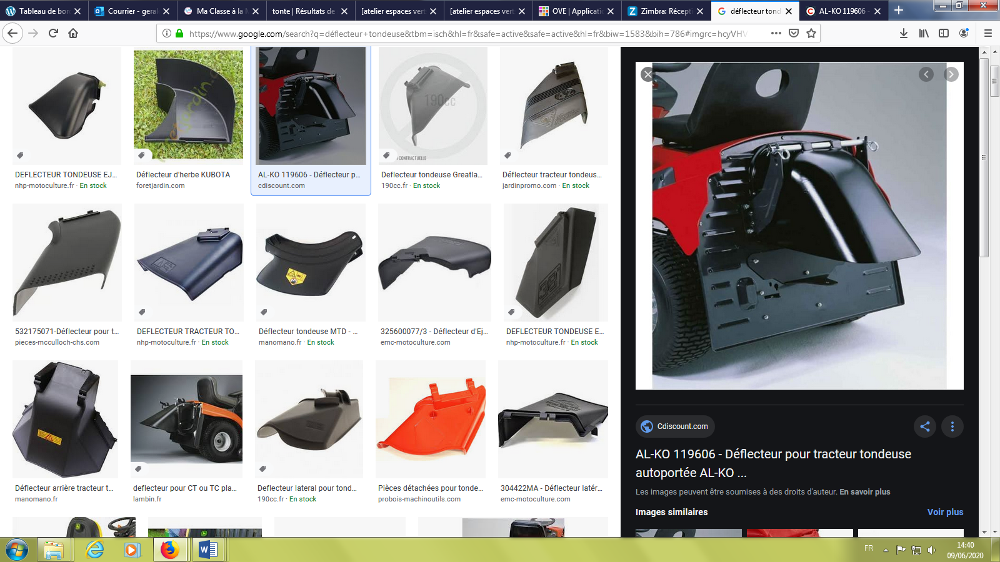 Tableau de bor
Courrier - geral
Ma Classe à la M
tonte | Résultats de
[atelier espaces vert
[atelier espaces vert
OVE | Applicatic
Zimbra: Récepti
déflecteur tond
AL-KO 119606 -
https://www.google.com/search?q=déflecteur+tondeuse&tbm=isch&hl=fr&safe=active&safe=active&hl=fr&biw=1583&bih=786#imgrc=hcyVHV
190cc
CONTRACTUELLE
DEFLECTEUR TONDEUSE EJ...
nhp-motoculture.fr · En stock
Déflecteur d'herbe KUBOTA
foretjardin.com
AL-KO 119606 - Déflecteur p...
cdiscount.com
Deflecteur tondeuse Greatla...
190cc.fr · En stock
Déflecteur tracteur tondeus...
jardinpromo.com · En stock
38"
532175071-Déflecteur pour t...
pieces-mcculloch-chs.com
DEFLECTEUR TRACTEUR TO...
nhp-motoculture.fr · En stock
Déflecteur tondeuse MTD - ...
manomano.fr · En stock
325600077/3 - Déflecteur d'Ej...
emc-motoculture.com
DEFLECTEUR TONDEUSE E...
nhp-motoculture.fr · En stock
Déflecteur arrière tracteur t...
manomano.fr
deflecteur pour CT ou TC pla...
lambin.fr
Deflecteur lateral pour tond...
190cc.fr · En stock
Pièces détachées pour tonde...
probois-machinoutils.com
304422MA - Déflecteur latér...
emc-motoculture.com
Cdiscount.com
AL-KO 119606 - Déflecteur pour tracteur tondeuse
autoportée AL-KO ...
Les images peuvent être soumises à des droits d'auteur. En savoir plus
Images similaires
Voir plus
FR
14:40
09/06/2020